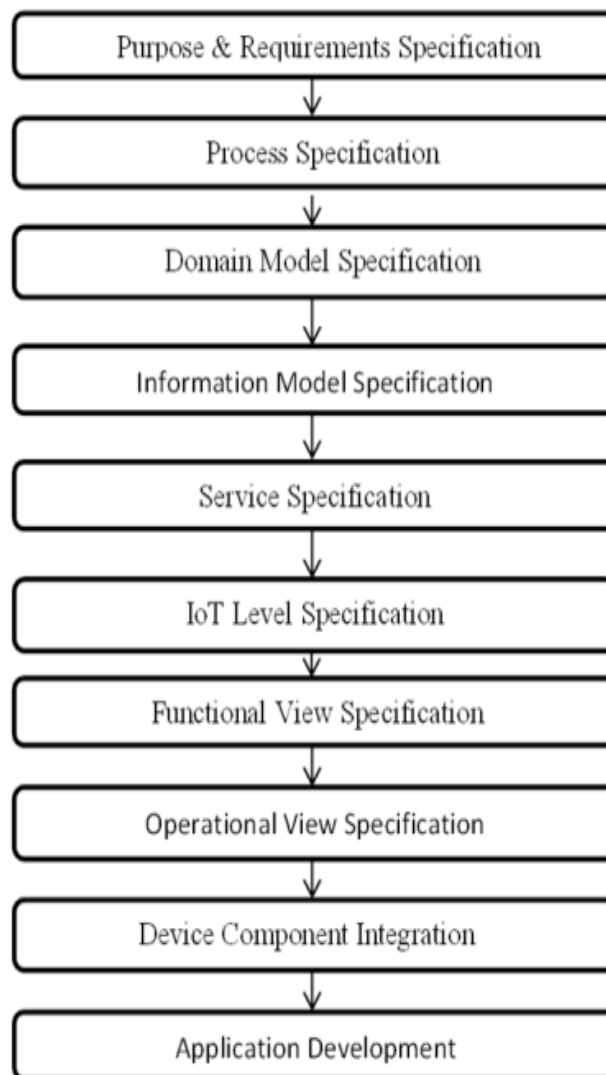 Purpose & Requirements Specification
Process Specification
Domain Model Specification
Information Model Specification
Service Specification
IoT Level Specification
Functional View Specification
Operational View Specification
Device Component Integration
Application Development